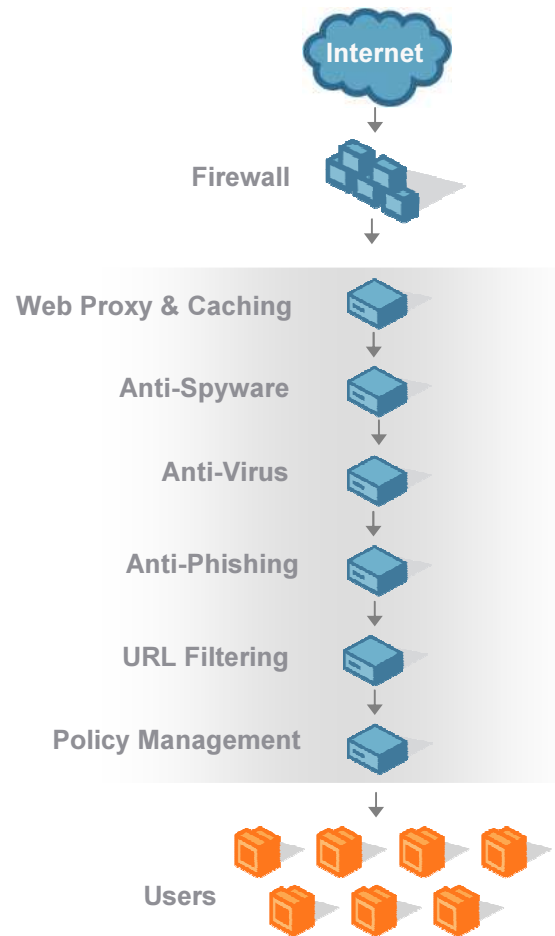 Internet
Firewall
Web Proxy & Caching
Anti-Spyware
Anti-Virus
Anti-Phishing
URL Filtering
Policy Management
Users